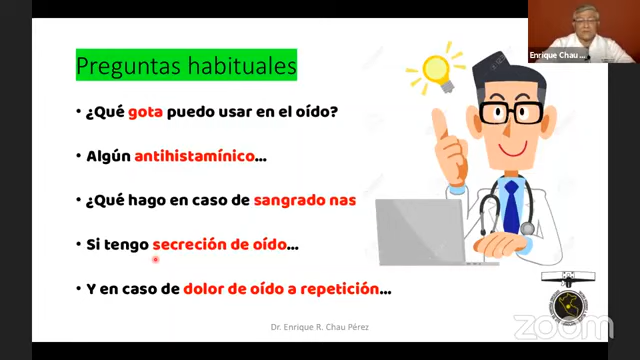 Preguntas habituales
• ¿Qué gota puedo usar en el oído?
• Algún antihistamínico...
• ¿Qué hago en caso de sangrado nas
• Si tengo secreción de oído...
• Y en caso de dolor de oído a repetición...
Dr. Enrique R. Chau Pérez
Enrique Chau ...
zoom